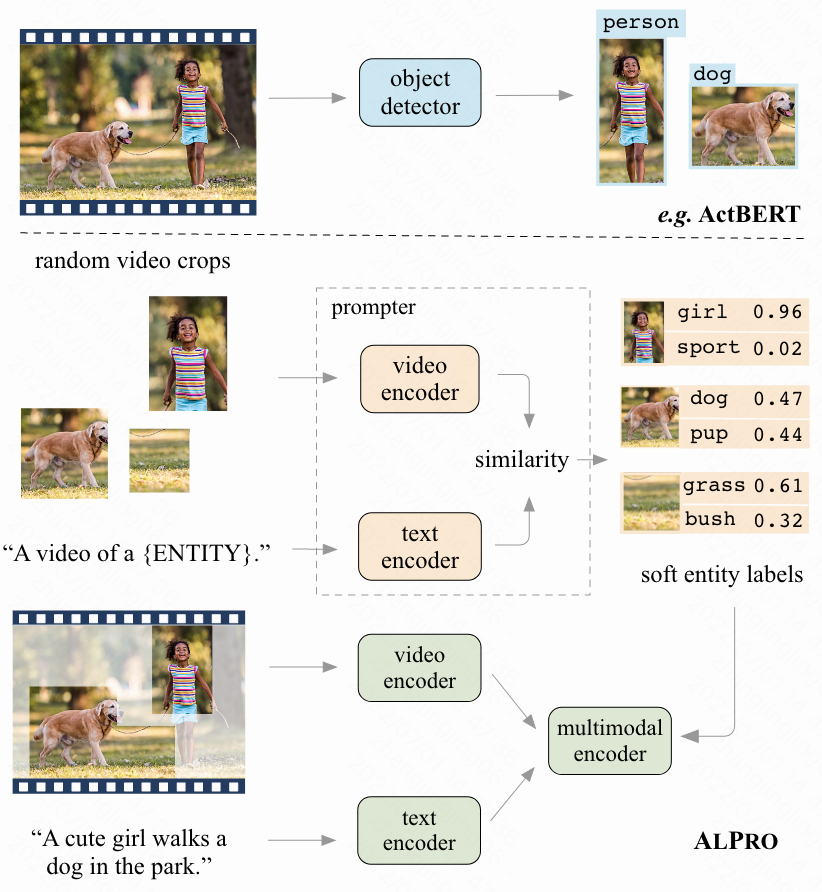 person
object
detector
dog
e.g. ActBERT
random video crops
prompter
video
encoder
similarity
text
encoder
"A video of a {ENTITY}."
girl 0.96
sport 0.02
dog 0.47
pup 0.44
grass 0.61
bush 0.32
soft entity labels
video
encoder
multimodal
encoder
text
encoder
"A cute girl walks a
dog in the park."
ALPRO